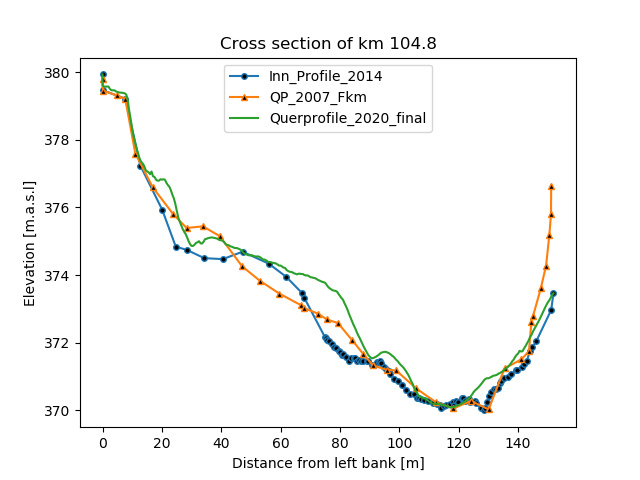 Cross section of km 104.8
Inn_Profile_2014
QP_2007_Fkm
Querprofile_2020_final
Elevation [m.a.s.l]
380
378
376
374
372
370
0 20 40 60 80 100 120 140
Distance from left bank [m]